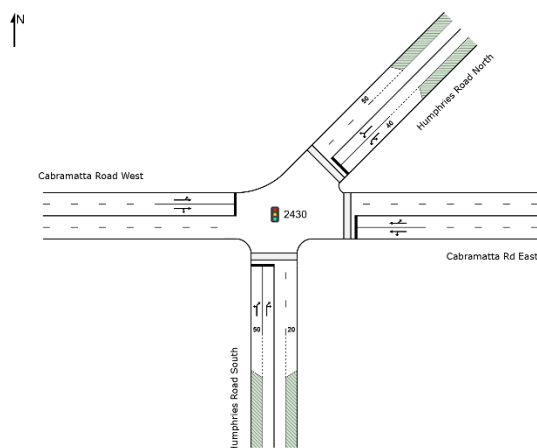 N
50
Humphries Road North
40
Cabramatta Road West
2430
Cabramatta Rd East
50
20
Humphries Road South